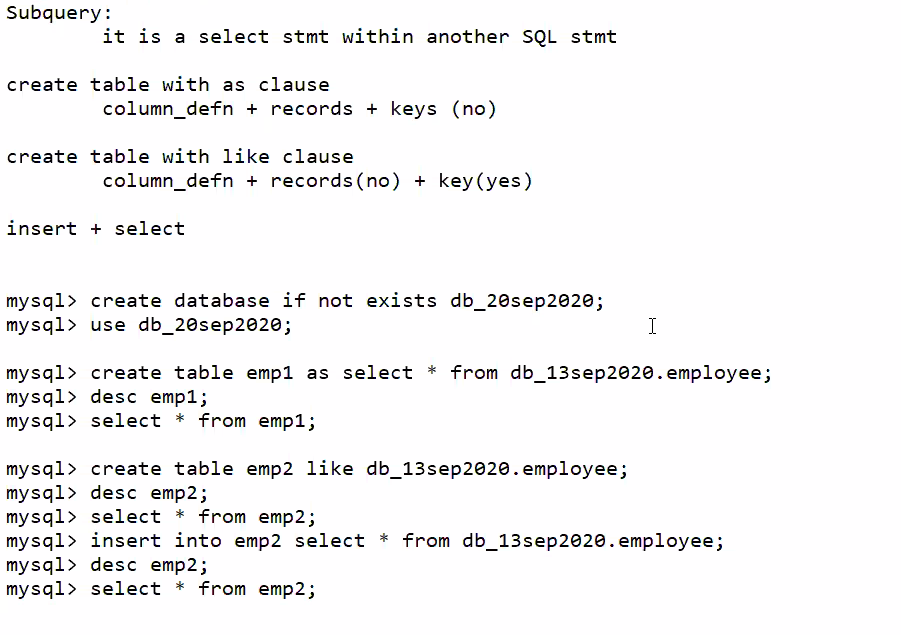 Subquery:
it is a select stmt within another SQL stmt
create table with as clause
column_defn + records + keys (no)
create table with like clause
column_defn + records(no) + key(yes)
insert + select
mysql> create database if not exists db_20sep2020;
mysql> use db_20sep2020;
mysql> create table emp1 as select * from db_13sep2020.employee;
mysql> desc emp1;
mysql> select * from emp1;
mysql> create table emp2 like db_13sep2020.employee;
mysql> desc emp2;
mysql> select * from emp2;
mysql> insert into emp2 select * from db_13sep2020.employee;
mysql> desc emp2;
mysql> select * from emp2;